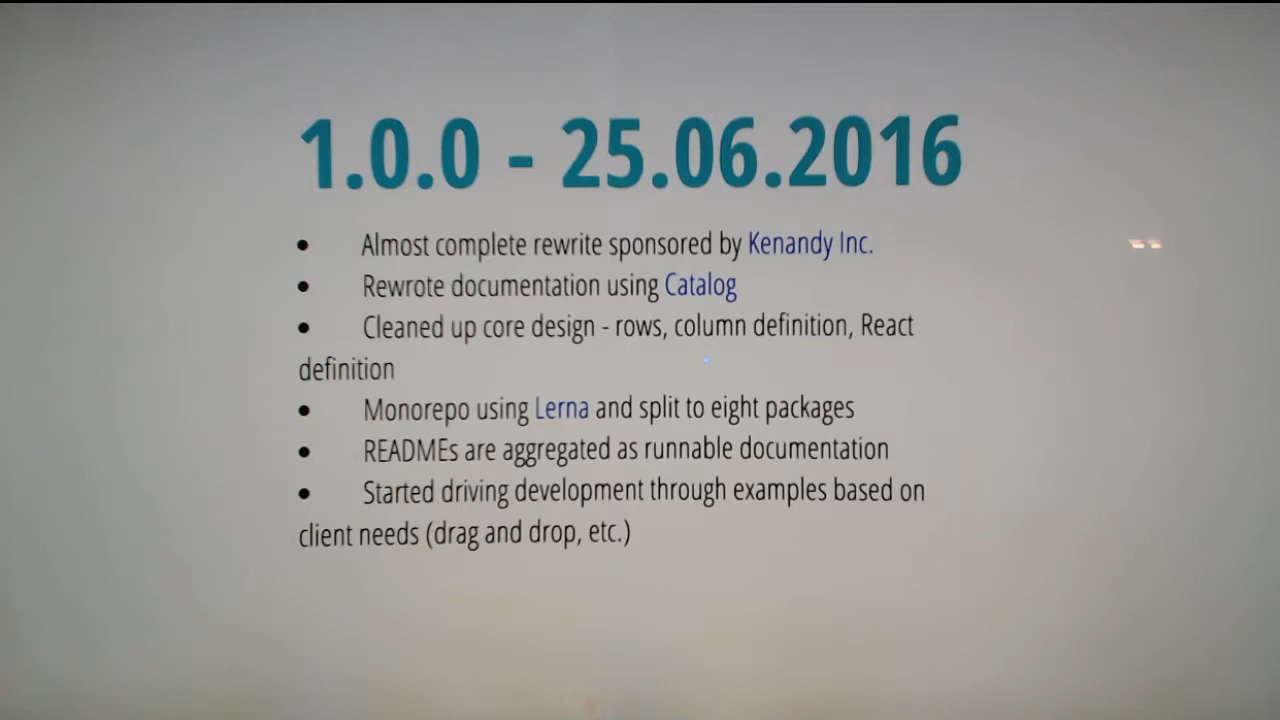 1.0.0 - 25.06.2016
• Almost complete rewrite sponsored by Kenandy Inc.
• Rewrote documentation using Catalog
• Cleaned up core design - rows, column definition, React
definition
• Monorepo using Lerna and split to eight packages
• READMEs are aggregated as runnable documentation
• Started driving development through examples based on
client needs (drag and drop, etc.)